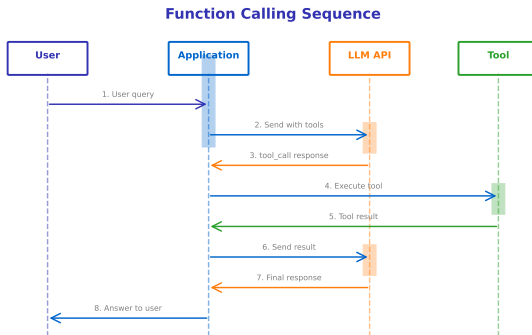 Function Calling Sequence
User
Application
LLM API
Tool
1. User query
2. Send with tools
3. tool_call response
4. Execute tool
5. Tool result
6. Send result
7. Final response
8. Answer to user